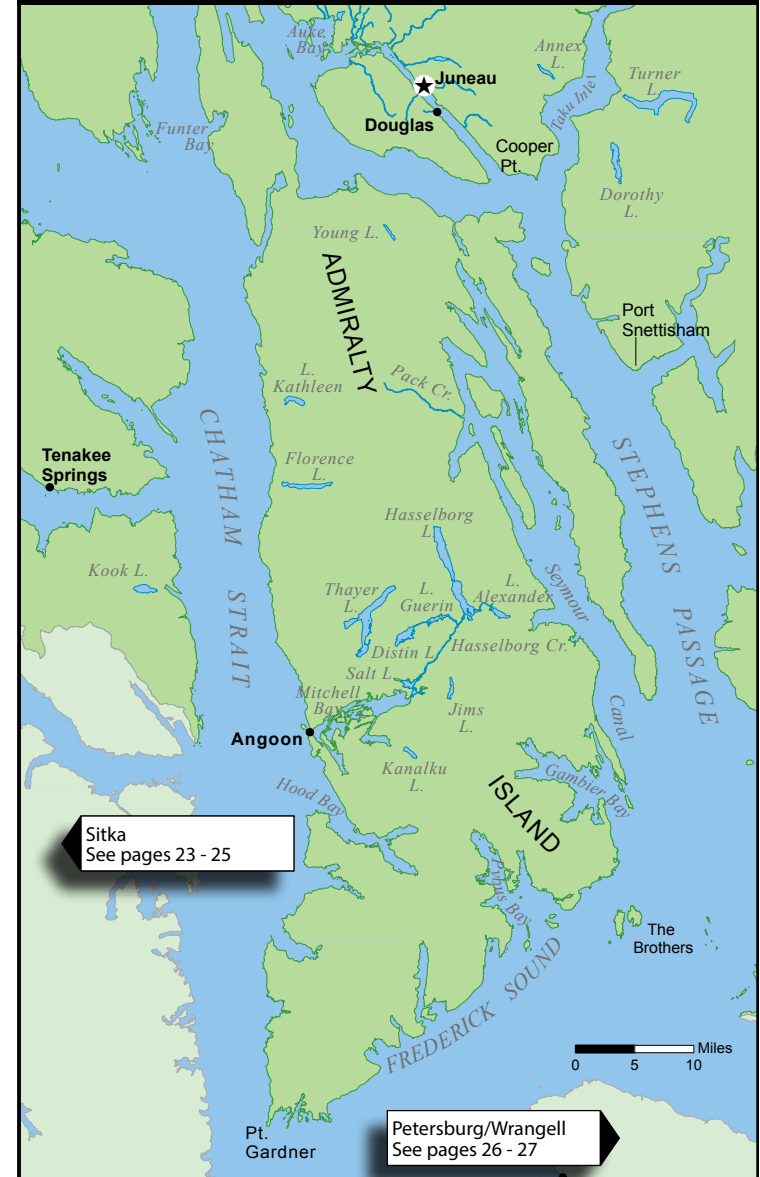 Auke
Bay
Annex
L.
Juneau
Turner
L.
Taku Inlet
Douglas
Funter
Bay
Cooper
Pt.
Dorothy
L.
Young L.
ADMIRALTY
Port
Snettisham
L.
Kathleen
Pack Cr.
CHATHAM STRAIT
STEPHENS PASSAGE
Tenakee
Springs
Florence
L.
Hasselborg
L.
Kook L.
Thayer
L.
L.
Guerin
L.
Alexander
Seymour
Canal
Distin L.
Hasselborg Cr.
Salt L.
Mitchell
Bay
Jims
L.
Angoon
Kanalku
L.
Gambier Bay
Hood Bay
ISLAND
Sitka
See pages 23 - 25
Pybus Bay
The
Brothers
FREDERICK SOUND
Miles
0 5 10
Pt.
Gardner
Petersburg/Wrangell
See pages 26 - 27